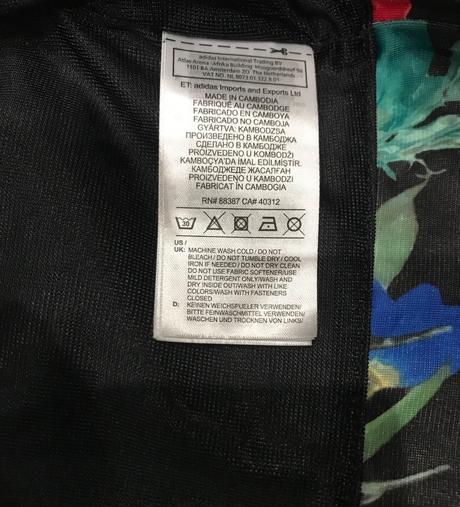 adidas International Trading BV
Atlas Arena /Afrika Building/ Hoogoorddreef 9a
1101 BA Amsterdam ZO The Netherlands
VAT NO: NL 8073.01.322 B 01
ET: adidas Imports and Exports Ltd
MADE IN CAMBODIA
FABRIQUÉ AU CAMBODGE
FABRICADO EN CAMBOYA
FABRICADO NO CAMBOJA
GYÁRTVA: KAMBODZSA
ПРОИЗВЕДЕНО В КАМБОДЖА
СДЕЛАНО В КАМБОДЖЕ
PROIZVEDENO U KOMBODŽI
KAMBOÇYA'DA İMAL EDİLMİŞTİR.
КАМБОДЖЕДЕ ЖАСАЛҒАН
PROIZVEDENO U KAMBODZI
FABRICAT ÎN CAMBOGIA
RN# 88387 CA# 40312
30
US /
UK: MACHINE WASH COLD / DO NOT
BLEACH / DO NOT TUMBLE DRY / COOL
IRON IF NEEDED / DO NOT DRY CLEAN
DO NOT USE FABRIC SOFTENER/USE
MILD DETERGENT ONLY/WASH AND
DRY INSIDE OUT/WASH WITH LIKE
COLORS/WASH WITH FASTENERS
CLOSED
D: KEINEN WEICHSPUELER VERWENDEN/
BITTE FEINWASCHMITTEL VERWENDEN/
WASCHEN UND TROCKNEN VON LINKS/